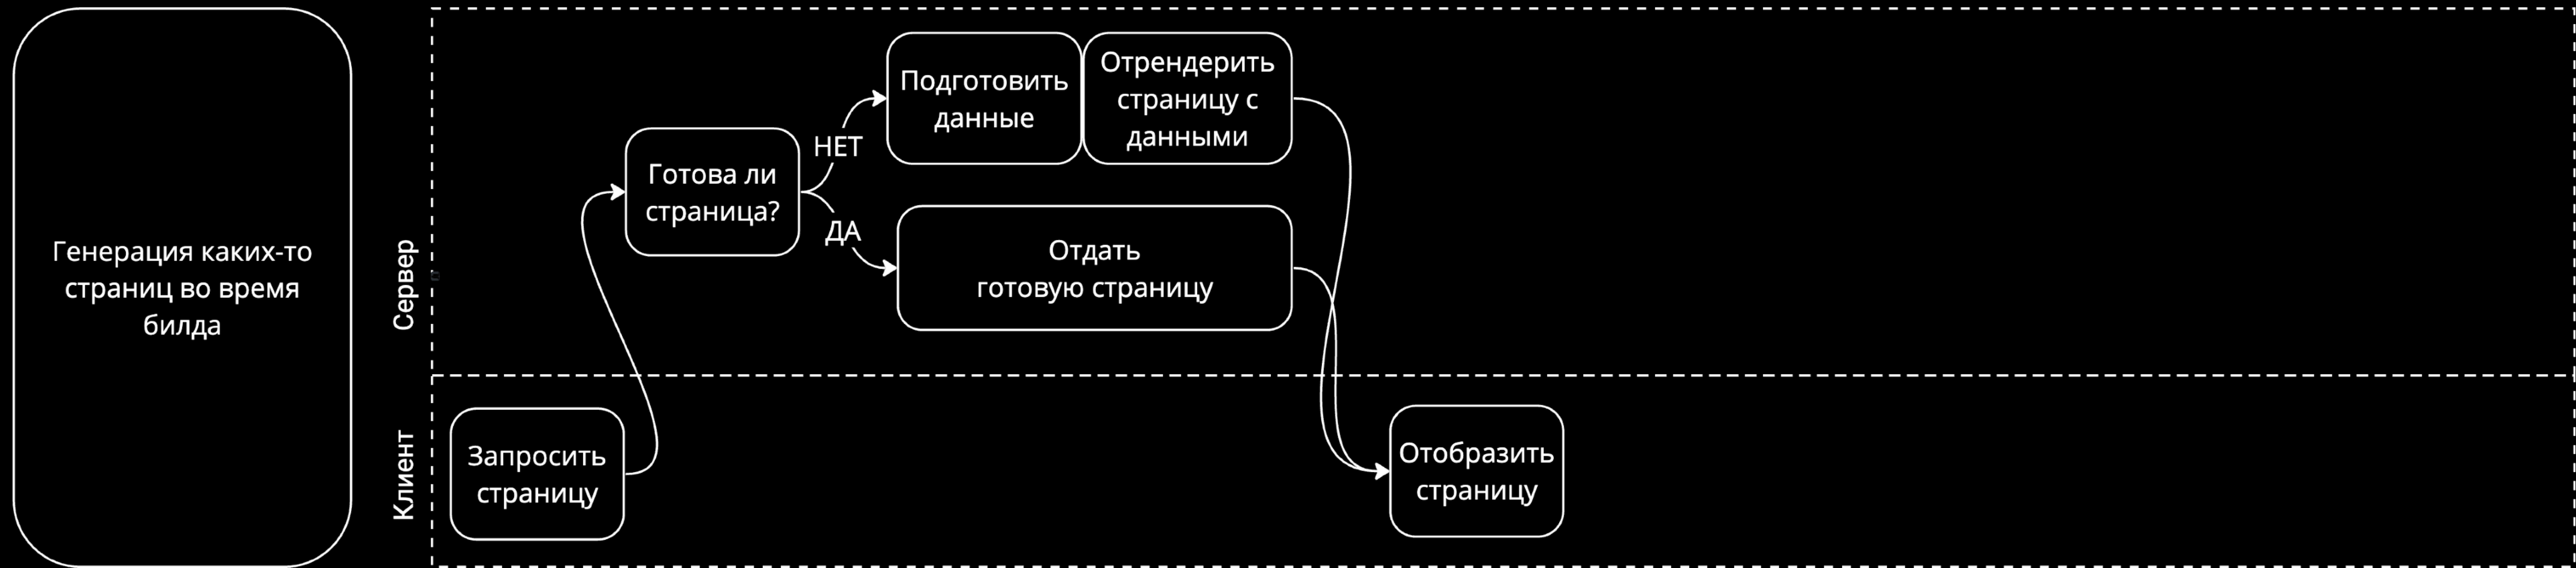 Генерация каких-то
страниц во время
билда
Сервер
Клиент
Запросить
страницу
Готова ли
страница?
НЕТ
ДА
Подготовить
данные
Отрендерить
страницу с
данными
Отдать
готовую страницу
Отобразить
страницу